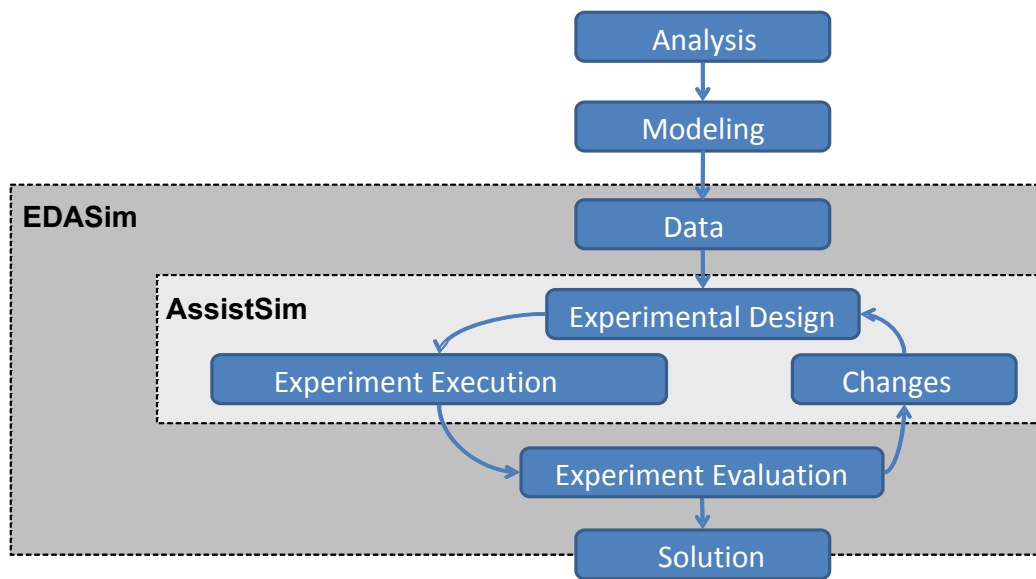 Analysis
Modeling
EDASim
Data
AssistSim
Experimental Design
Experiment Execution
Changes
Experiment Evaluation
Solution